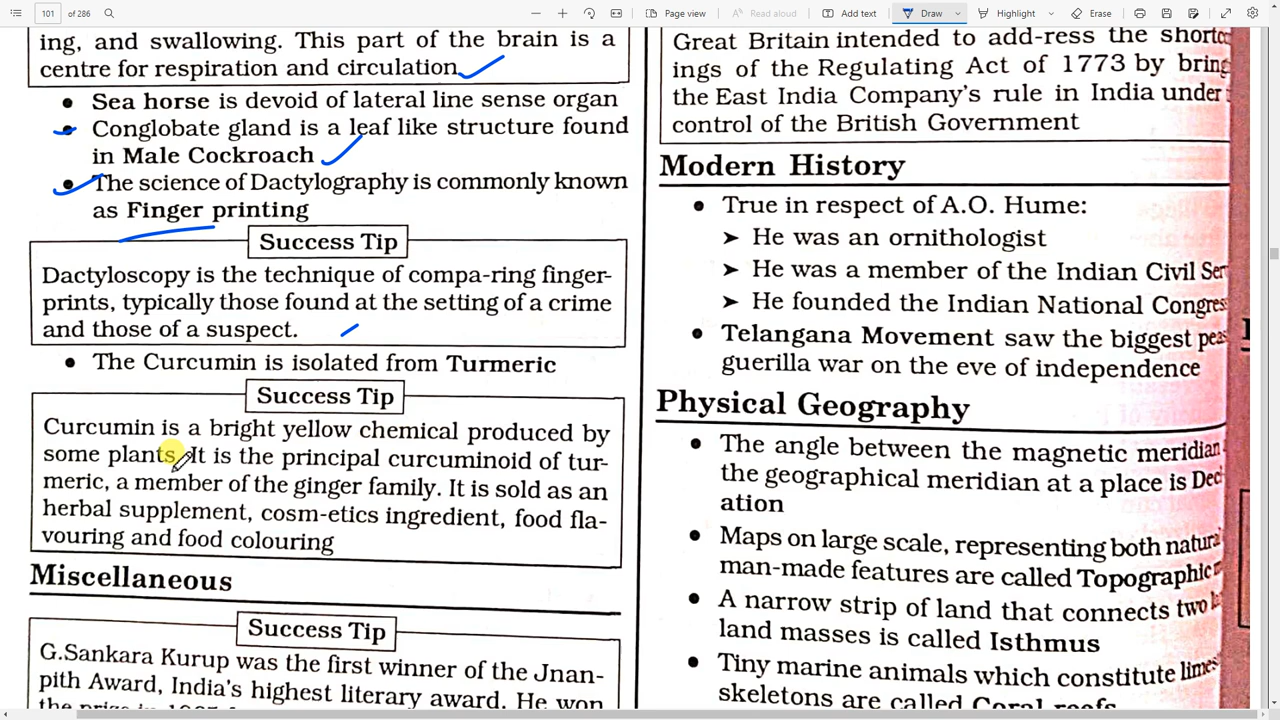 101
of 286
Page view
Read aloud
Add text
Draw
Highlight
Erase
ing, and swallowing. This part of the brain is a
centre for respiration and circulation
• Sea horse is devoid of lateral line sense organ
• Conglobate gland is a leaf like structure found
in Male Cockroach
• The science of Dactylography is commonly known
as Finger printing
Success Tip
Dactyloscopy is the technique of compa-ring finger-
prints, typically those found at the setting of a crime
and those of a suspect.
• The Curcumin is isolated from Turmeric
Success Tip
Curcumin is a bright yellow chemical produced by
some plants. It is the principal curcuminoid of tur-
meric, a member of the ginger family. It is sold as an
herbal supplement, cosm-etics ingredient, food fla-
vouring and food colouring
Miscellaneous
Success Tip
G.Sankara Kurup was the first winner of the Jnan-
pith Award, India's highest literary award. He won
Great Britain intended to add-ress the shortc
ings of the Regulating Act of 1773 by bring
the East India Company's rule in India under
control of the British Government
Modern History
• True in respect of A.O. Hume:
➤ He was an ornithologist
➤ He was a member of the Indian Civil Ser
➤ He founded the Indian National Congres
• Telangana Movement saw the biggest peas
guerilla war on the eve of independence
Physical Geography
• The angle between the magnetic meridian
the geographical meridian at a place is Decl
ation
• Maps on large scale, representing both natural
man-made features are called Topographic
• A narrow strip of land that connects two
land masses is called Isthmus
• Tiny marine animals which constitute limes
skeletons are called Coral reefs